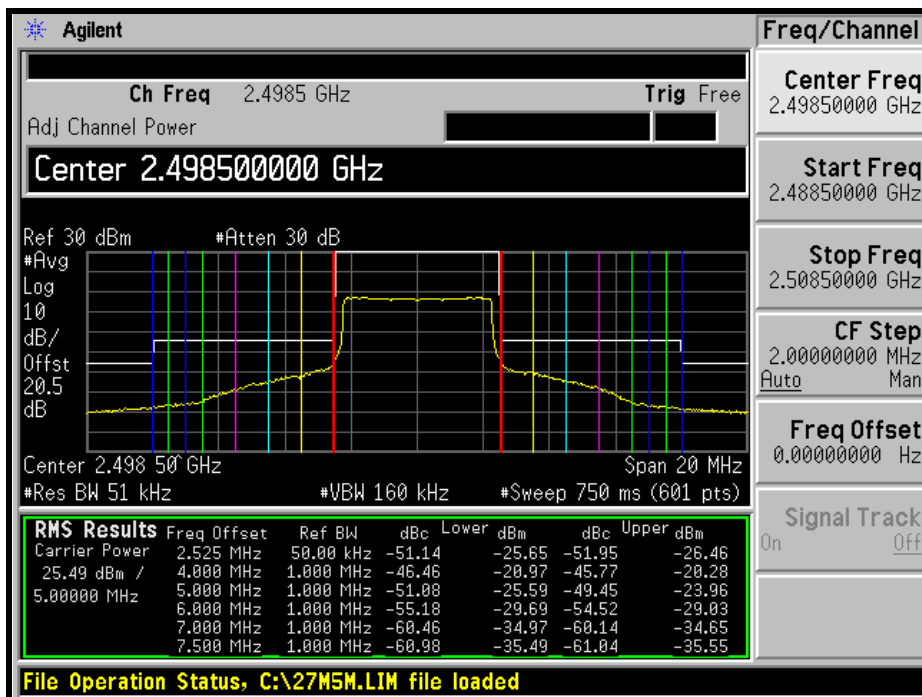 Agilent
Freq/Channel
Ch Freq 2.4985 GHz Trig Free
Adj Channel Power
Center 2.498500000 GHz
Ref 30 dBm #Atten 30 dB
#Avg
Log
10
dB/
Offst
20.5
dB
Center 2.498 50 GHz Span 20 MHz
#Res BW 51 kHz #VBW 160 kHz #Sweep 750 ms (601 pts)
RMS Results Freq Offset Ref BW dBc Lower dBm dBc Upper dBm
Carrier Power 2.525 MHz 50.00 kHz -51.14 -25.65 -51.95 -26.46
25.49 dBm / 4.000 MHz 1.000 MHz -46.46 -20.97 -45.77 -20.28
5.00000 MHz 5.000 MHz 1.000 MHz -51.08 -25.59 -49.45 -23.96
6.000 MHz 1.000 MHz -55.18 -29.69 -54.52 -29.03
7.000 MHz 1.000 MHz -60.46 -34.97 -60.14 -34.65
7.500 MHz 1.000 MHz -60.98 -35.49 -61.04 -35.55
File Operation Status, C:\27M5M.LIM file loaded
Center Freq
2.49850000 GHz
Start Freq
2.48850000 GHz
Stop Freq
2.50850000 GHz
CF Step
2.00000000 MHz
Auto Man
Freq Offset
0.00000000 Hz
Signal Track
On Off